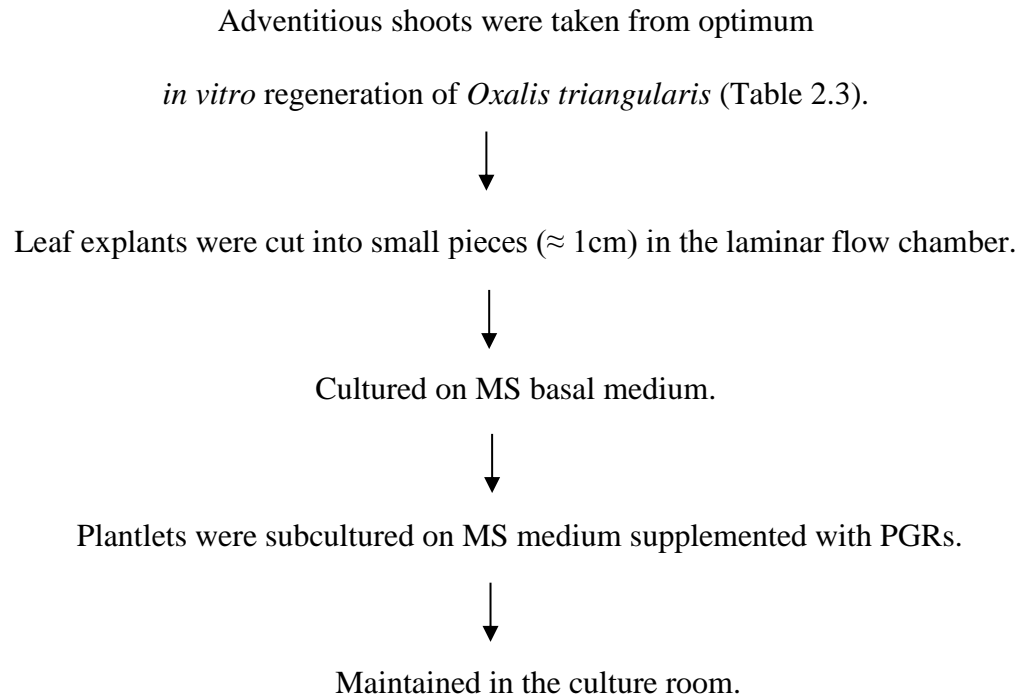 Adventitious shoots were taken from optimum
in vitro regeneration of Oxalis triangularis (Table 2.3).
Leaf explants were cut into small pieces (≈ 1cm) in the laminar flow chamber.
Cultured on MS basal medium.
Plantlets were subcultured on MS medium supplemented with PGRs.
Maintained in the culture room.